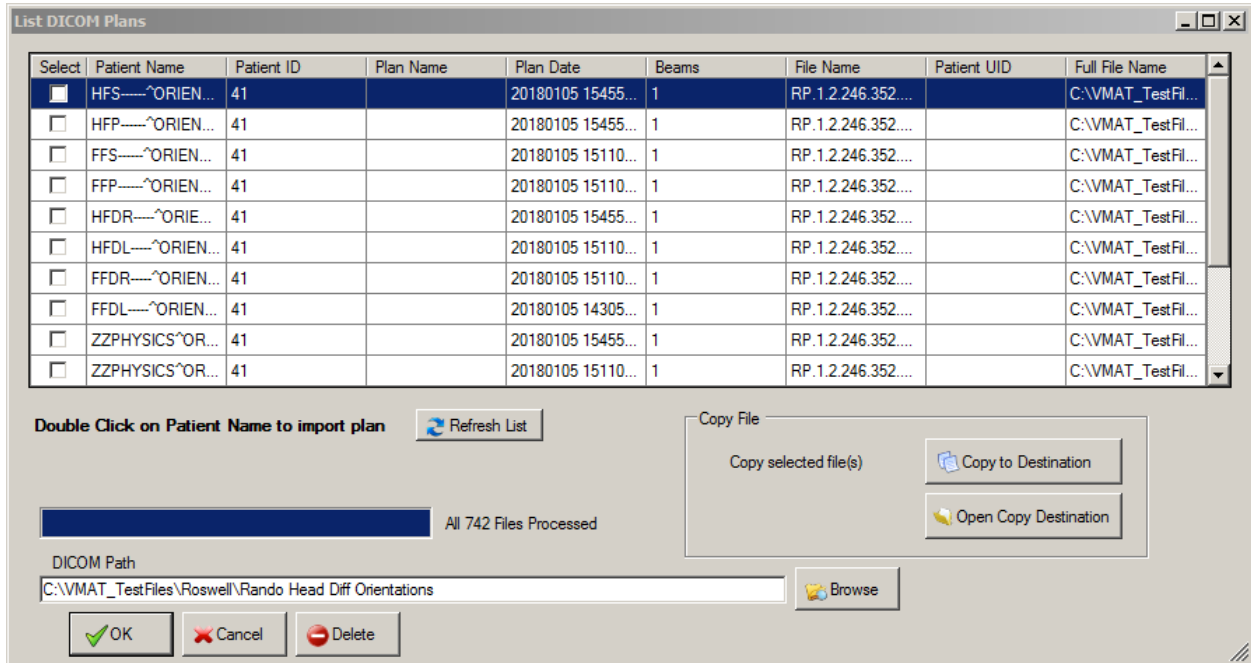 List DICOM Plans
Select Patient Name Patient ID Plan Name Plan Date Beams File Name Patient UID Full File Name
HFS------^ORIEN... 41 20180105 15455... 1 RP.1.2.246.352.... C:\VMAT_TestFil...
HFP------^ORIEN... 41 20180105 15455... 1 RP.1.2.246.352.... C:\VMAT_TestFil...
FFS------^ORIEN... 41 20180105 15110... 1 RP.1.2.246.352.... C:\VMAT_TestFil...
FFP------^ORIEN... 41 20180105 15110... 1 RP.1.2.246.352.... C:\VMAT_TestFil...
HFDR-----^ORIE... 41 20180105 15455... 1 RP.1.2.246.352.... C:\VMAT_TestFil...
HFDL-----^ORIEN... 41 20180105 15110... 1 RP.1.2.246.352.... C:\VMAT_TestFil...
FFDR-----^ORIEN... 41 20180105 15110... 1 RP.1.2.246.352.... C:\VMAT_TestFil...
FFDL-----^ORIEN... 41 20180105 14305... 1 RP.1.2.246.352.... C:\VMAT_TestFil...
ZZPHYSICS^OR... 41 20180105 15455... 1 RP.1.2.246.352.... C:\VMAT_TestFil...
ZZPHYSICS^OR... 41 20180105 15110... 1 RP.1.2.246.352.... C:\VMAT_TestFil...
Double Click on Patient Name to import plan Refresh List
Copy File
Copy selected file(s) Copy to Destination
Open Copy Destination
All 742 Files Processed
DICOM Path
C:\VMAT_TestFiles\Roswell\Rando Head Diff Orientations Browse
OK Cancel Delete